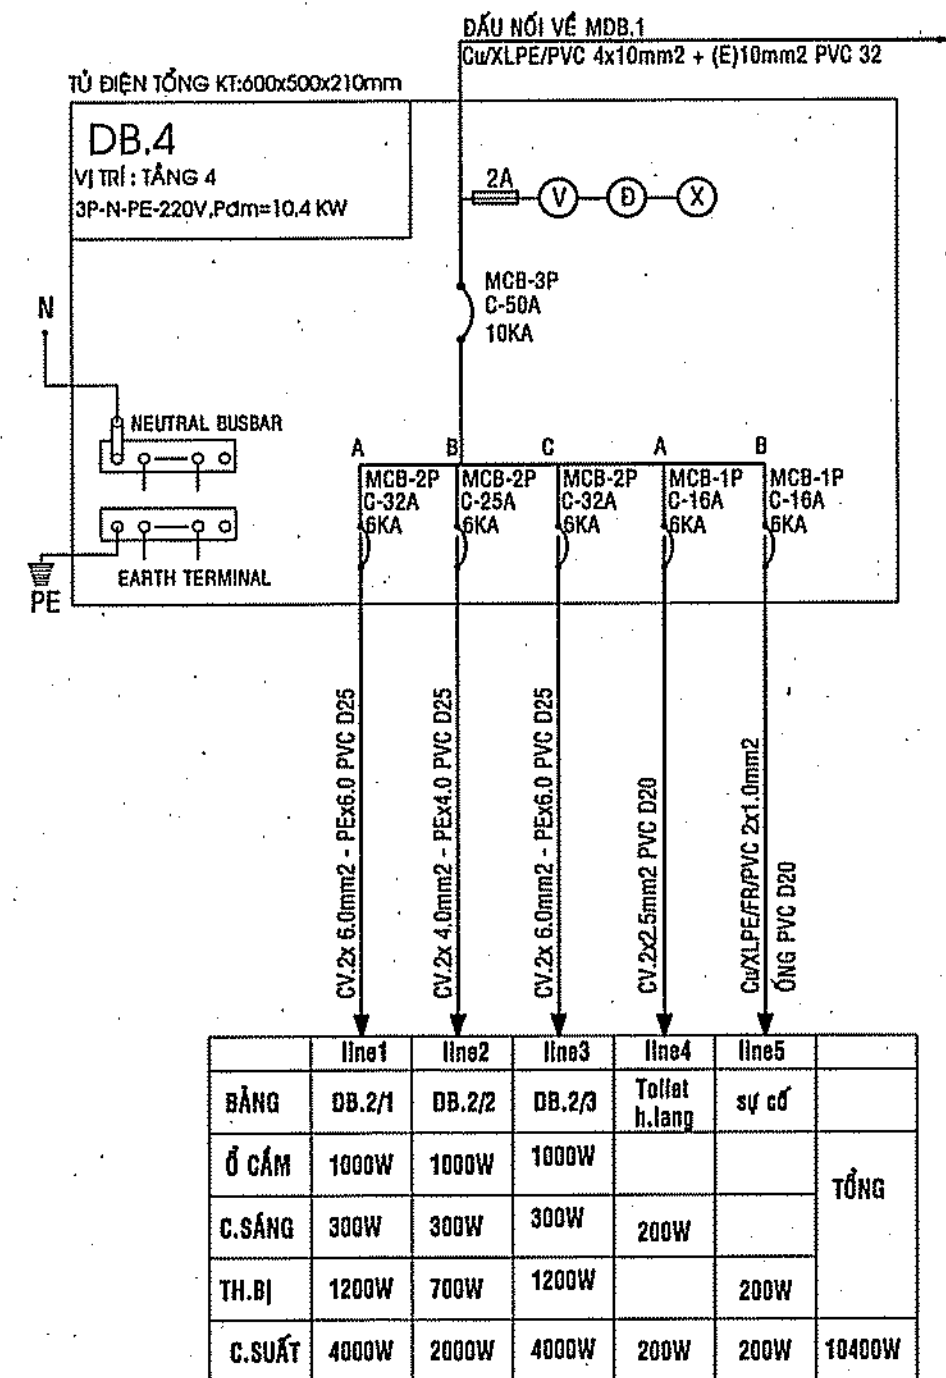 ĐẤU NỐI VỀ MDB.1
Cu/XLPE/PVC 4x10mm2 + (E)10mm2 PVC 32
TỦ ĐIỆN TỔNG KT:600x500x210mm
DB.4
VỊ TRÍ : TẦNG 4
3P-N-PE-220V,Pdm=10,4 KW
2A
V
Đ
X
MCB-3P
C-50A
10KA
N
NEUTRAL BUSBAR
EARTH TERMINAL
PE
A B C A B
MCB-2P MCB-2P MCB-2P MCB-1P MCB-1P
C-32A C-25A C-32A C-16A C-16A
6KA 6KA 6KA 6KA 6KA
CV.2x 6.0mm2 - PEx6.0 PVC D25
CV.2x 4.0mm2 - PEx4.0 PVC D25
CV.2x 6.0mm2 - PEx6.0 PVC D25
CV.2x2.5mm2 PVC D20
Cu/XLPE/FR/PVC 2x1.0mm2
ỐNG PVC D20
line1 line2 line3 line4 line5
BẢNG DB.2/1 DB.2/2 DB.2/3 Toilet h.lang sự cố
Ổ CẮM 1000W 1000W 1000W
TỔNG
C.SÁNG 300W 300W 300W 200W
TH.BỊ 1200W 700W 1200W 200W
C.SUẤT 4000W 2000W 4000W 200W 200W 10400W